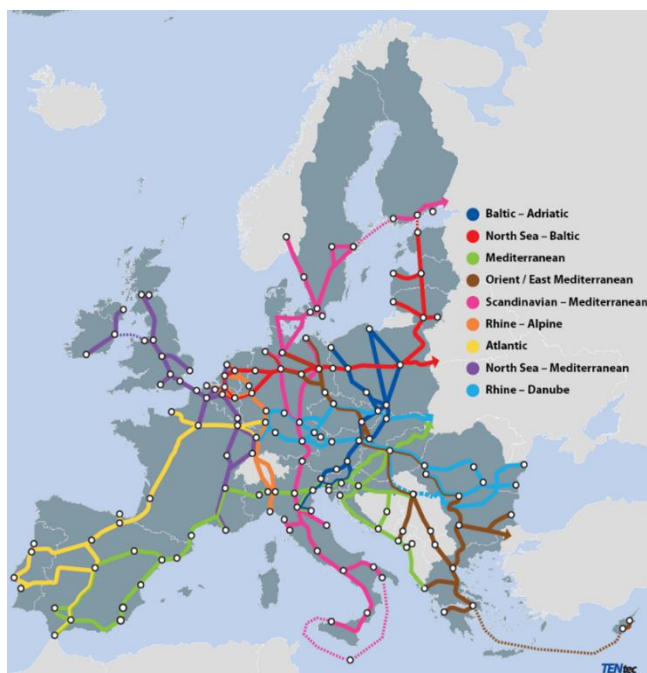 Baltic – Adriatic
North Sea – Baltic
Mediterranean
Orient / East Mediterranean
Scandinavian – Mediterranean
Rhine – Alpine
Atlantic
North Sea – Mediterranean
Rhine – Danube
TENtec